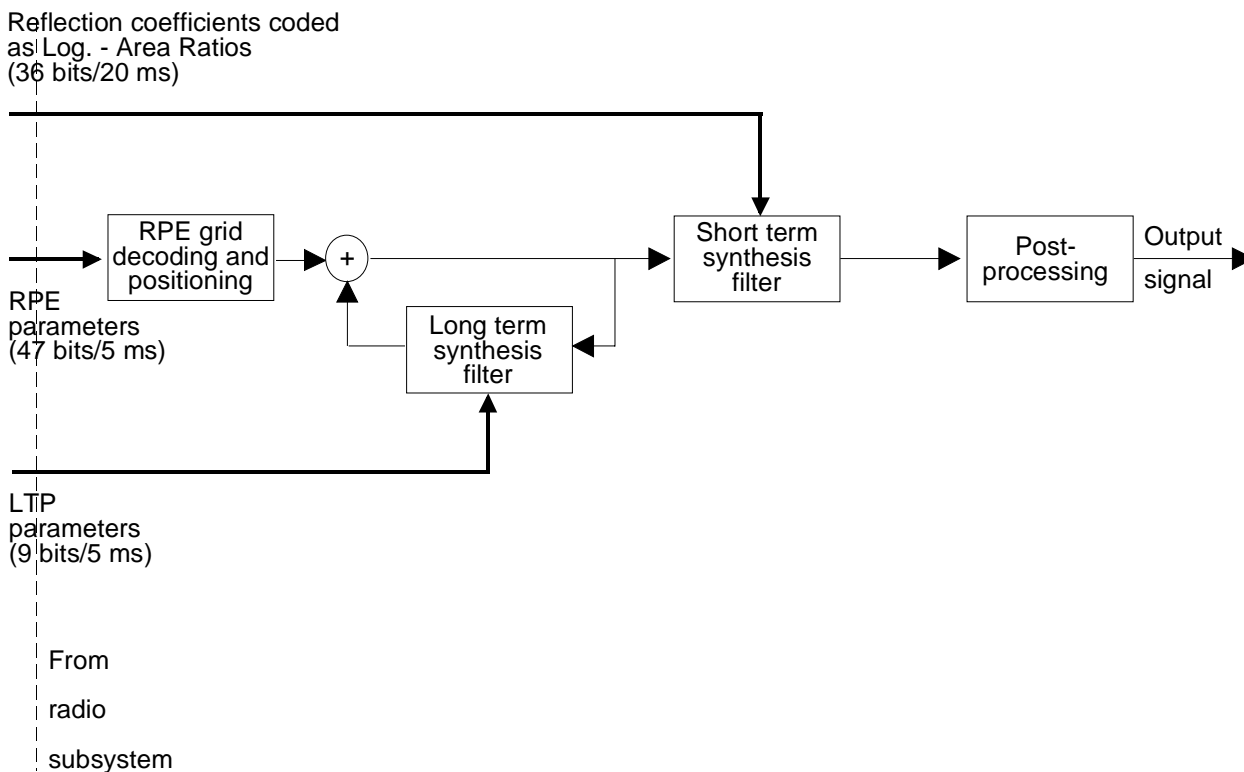 Reflection coefficients coded
as Log. - Area Ratios
(36 bits/20 ms)
RPE grid
decoding and
positioning
+
Short term
synthesis
filter
Post-
processing
Output
signal
RPE
parameters
(47 bits/5 ms)
Long term
synthesis
filter
LTP
parameters
(9 bits/5 ms)
From
radio
subsystem